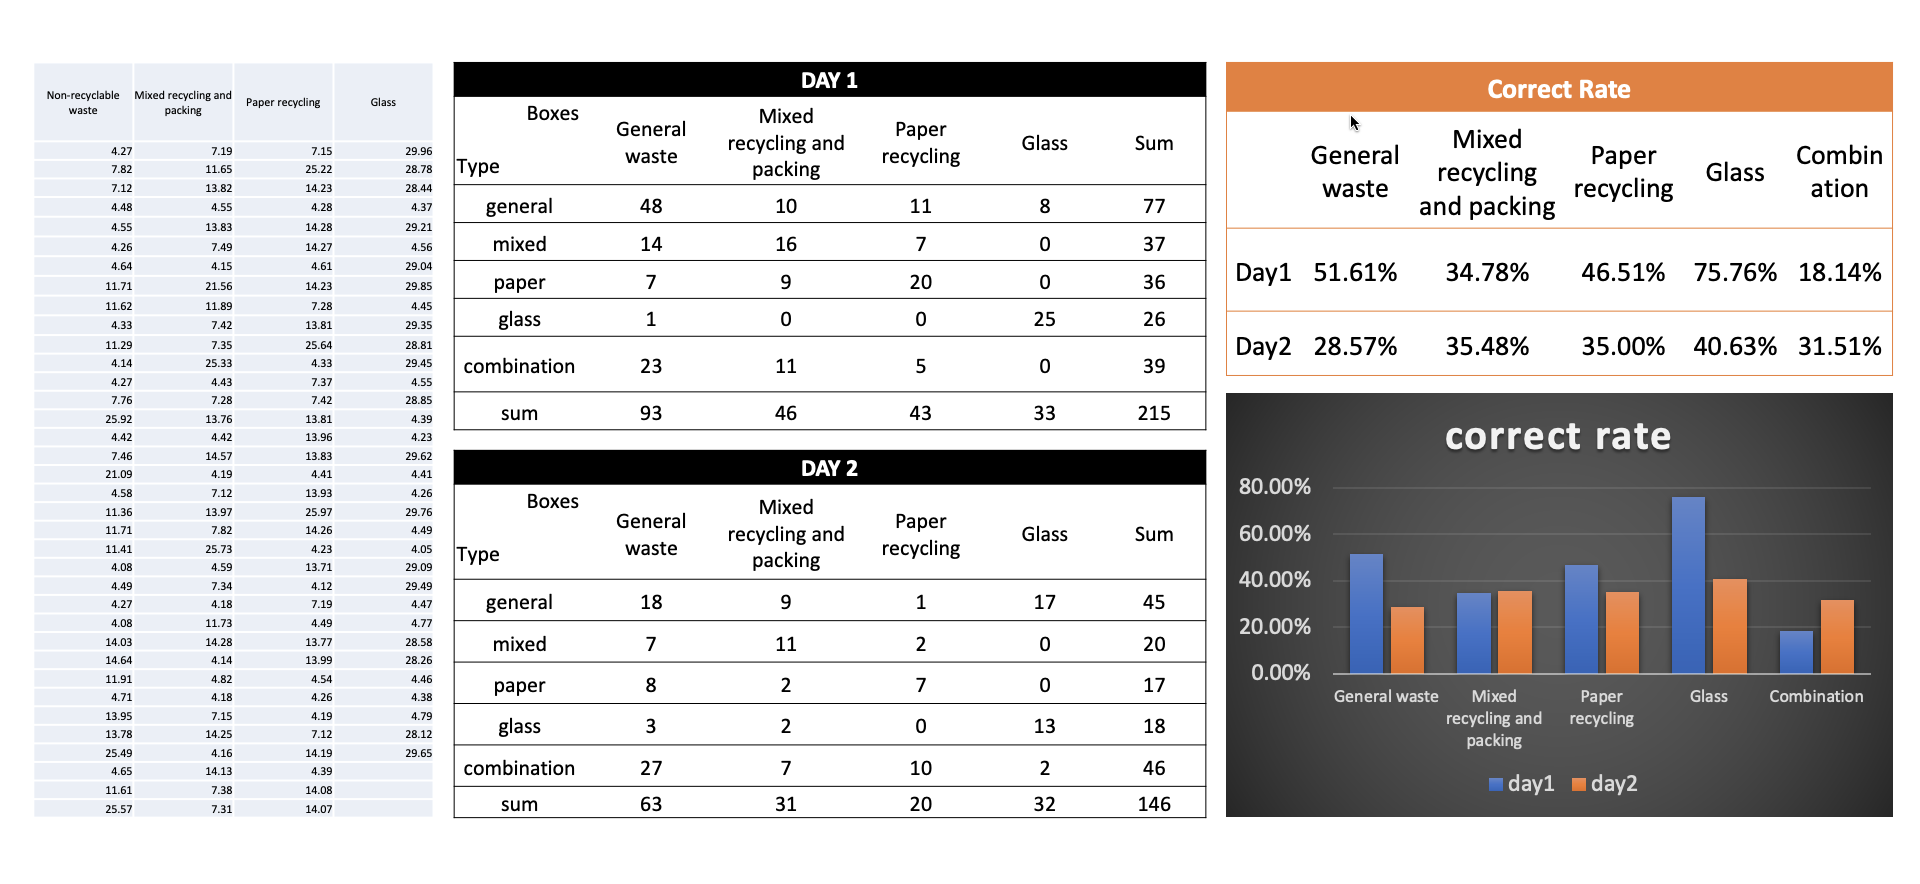 Non-recyclable waste Mixed recycling and packing Paper recycling Glass
4.27 7.19 7.15 29.96
7.82 11.65 25.22 28.78
7.12 13.82 14.23 28.44
4.48 4.55 4.28 4.37
4.55 13.83 14.28 29.21
4.26 7.49 14.27 4.56
4.64 4.15 4.61 29.04
11.71 21.56 14.23 29.85
11.62 11.89 7.28 4.45
4.33 7.42 13.81 29.35
11.29 7.35 25.64 28.81
4.14 25.33 4.33 29.45
4.27 4.43 7.37 4.55
7.76 7.28 7.42 28.85
25.92 13.76 13.81 4.39
4.42 4.42 13.96 4.23
7.46 14.57 13.83 29.62
21.09 4.19 4.41 4.41
4.58 7.12 13.93 4.26
11.36 13.97 25.97 29.76
11.71 7.82 14.26 4.49
11.41 25.73 4.23 4.05
4.08 4.59 13.71 29.09
4.49 7.34 4.12 29.49
4.27 4.18 7.19 4.47
4.08 11.73 4.49 4.77
14.03 14.28 13.77 28.58
14.64 4.14 13.99 28.26
11.91 4.82 4.54 4.46
4.71 4.18 4.26 4.38
13.95 7.15 4.19 4.79
13.78 14.25 7.12 28.12
25.49 4.16 14.19 29.65
4.65 14.13 4.39
11.61 7.38 14.08
25.57 7.31 14.07
DAY 1
Boxes
Type
General waste Mixed recycling and packing Paper recycling Glass Sum
general 48 10 11 8 77
mixed 14 16 7 0 37
paper 7 9 20 0 36
glass 1 0 0 25 26
combination 23 11 5 0 39
sum 93 46 43 33 215
DAY 2
Boxes
Type
General waste Mixed recycling and packing Paper recycling Glass Sum
general 18 9 1 17 45
mixed 7 11 2 0 20
paper 8 2 7 0 17
glass 3 2 0 13 18
combination 27 7 10 2 46
sum 63 31 20 32 146
Correct Rate
General waste Mixed recycling and packing Paper recycling Glass Combin ation
Day1 51.61% 34.78% 46.51% 75.76% 18.14%
Day2 28.57% 35.48% 35.00% 40.63% 31.51%
correct rate
80.00%
60.00%
40.00%
20.00%
0.00%
General waste Mixed recycling and packing Paper recycling Glass Combination
day1 day2